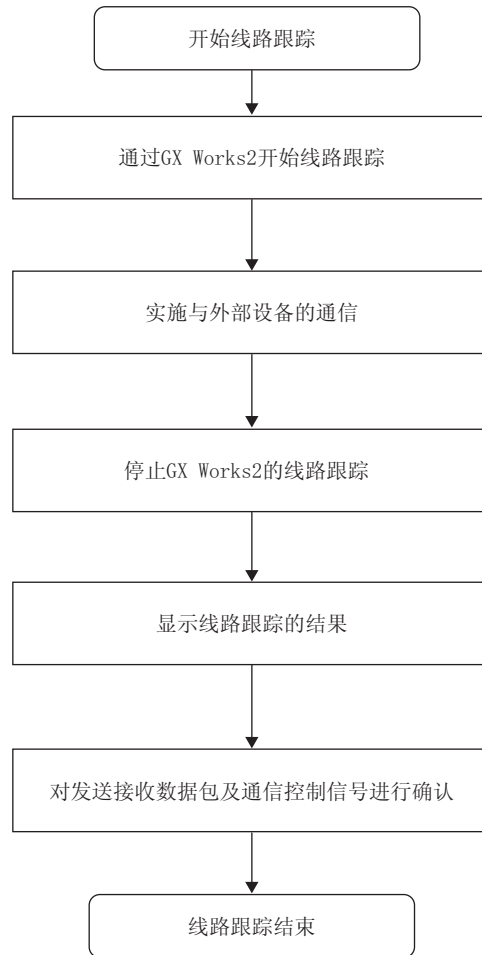 开始线路跟踪
通过GX Works2开始线路跟踪
实施与外部设备的通信
停止GX Works2的线路跟踪
显示线路跟踪的结果
对发送接收数据包及通信控制信号进行确认
线路跟踪结束